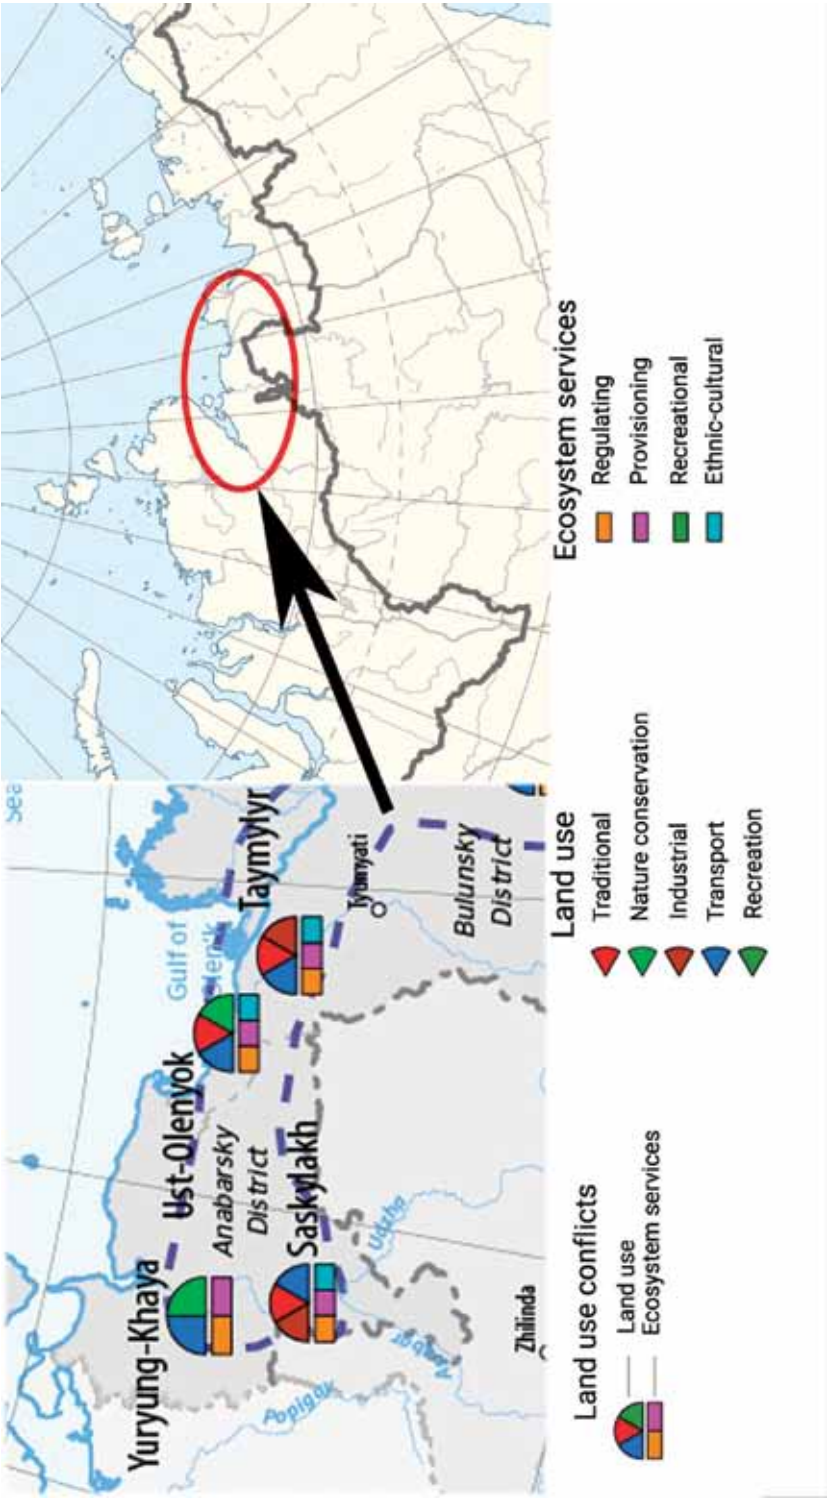 Sea
Gulf of
Yuryung-Khaya
Ust-Olenyok
Taymylyr
Anabarsky
District
Saskylakh
Tyumyati
Popigay
Anabar
Udzha
Bulunsky
District
Zhilinda
Land use conflicts
Land use
Ecosystem services
Land use
Traditional
Nature conservation
Industrial
Transport
Recreation
Ecosystem services
Regulating
Provisioning
Recreational
Ethnic-cultural